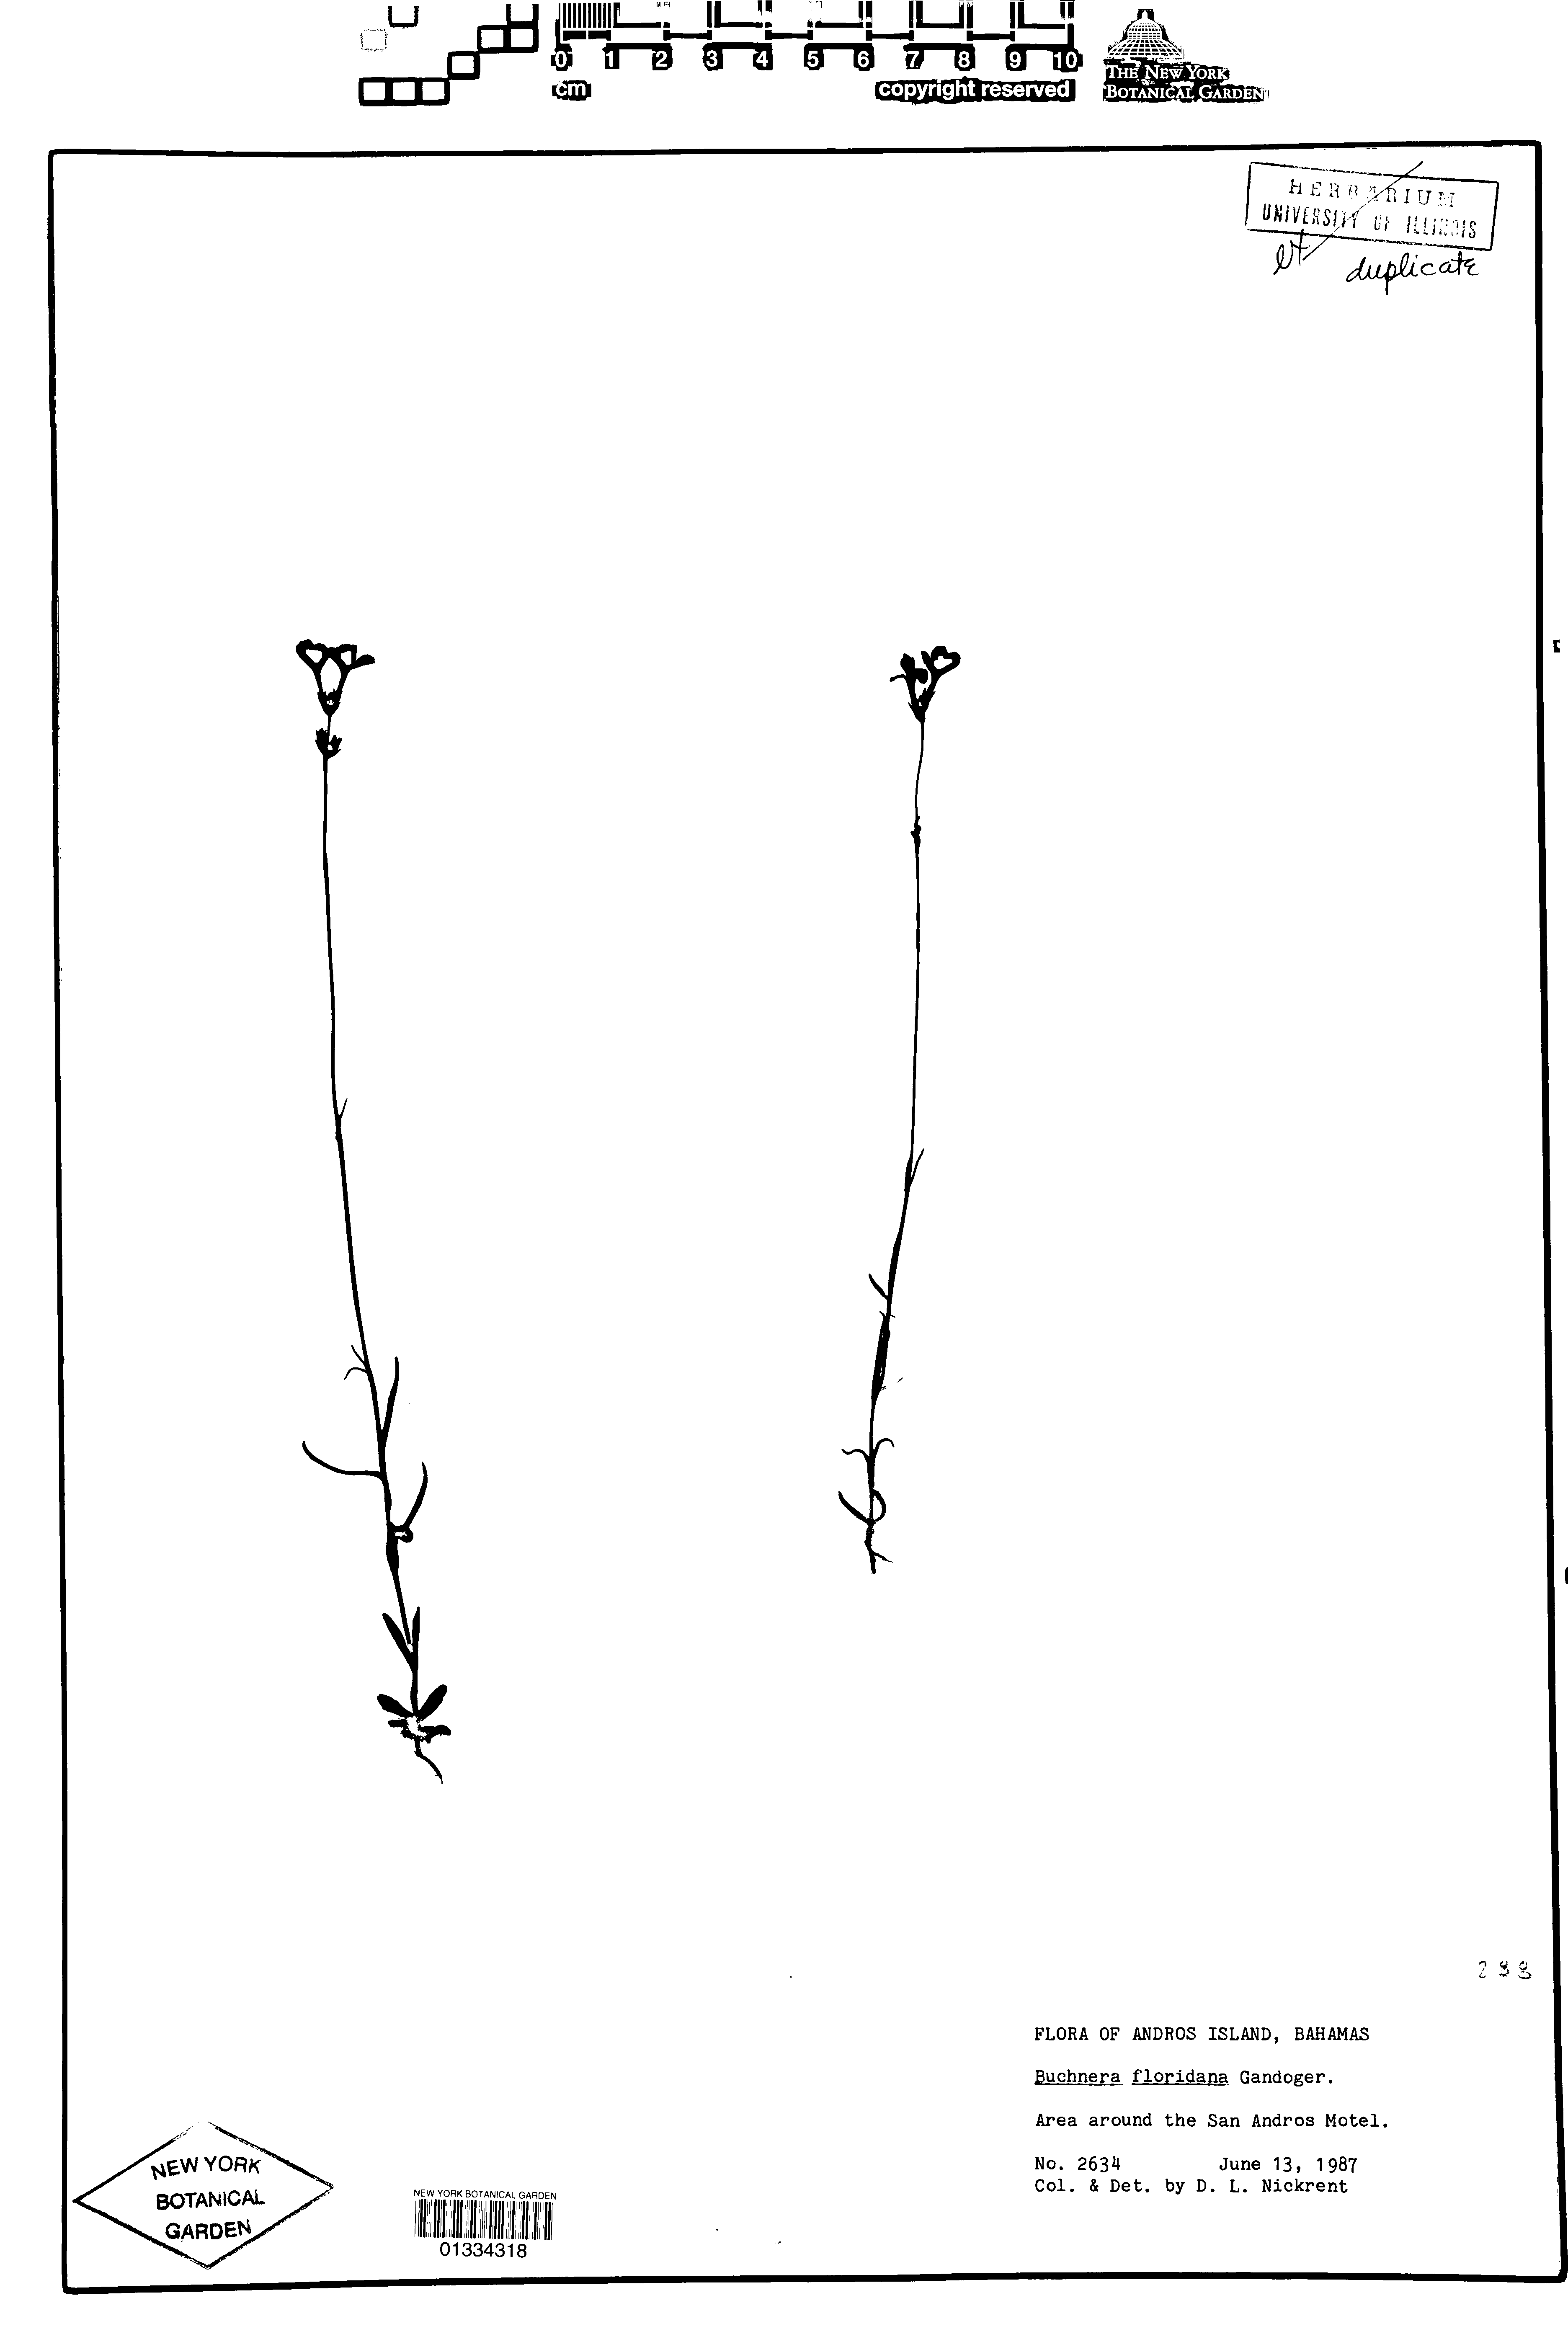 0 1 2 3 4 5 6 7 8 9 10
cm copyright reserved
THE NEW YORK
BOTANICAL GARDEN
HERBARIUM
UNIVERSITY OF ILLINOIS
duplicate
FLORA OF ANDROS ISLAND, BAHAMAS
Buchnera floridana Gandoger.
Area around the San Andros Motel.
No. 2634 June 13, 1987
Col. & Det. by D. L. Nickrent
NEW YORK
BOTANICAL
GARDEN
NEW YORK BOTANICAL GARDEN
01334318